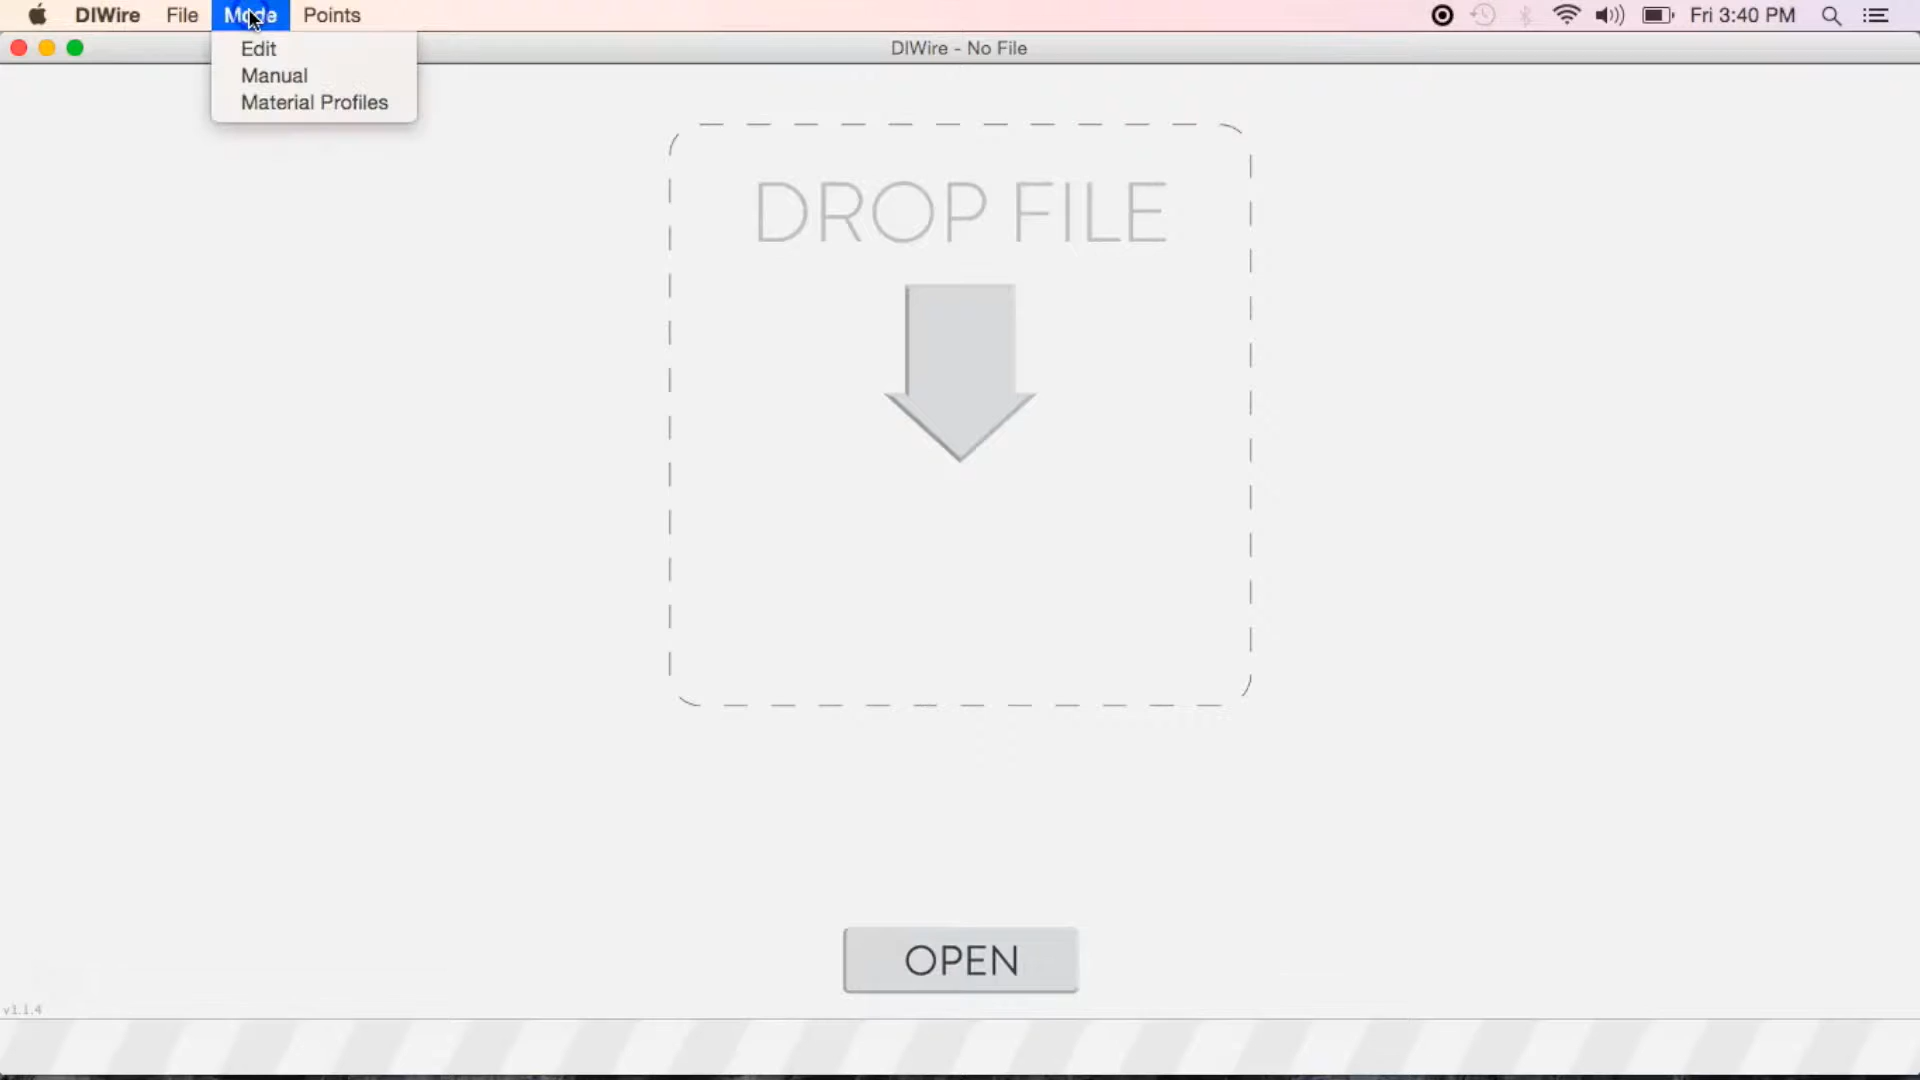 DIWire File Mode Points Fri 3:40 PM
DIWire - No File
Edit
Manual
Material Profiles
DROP FILE
OPEN
v1.1.4